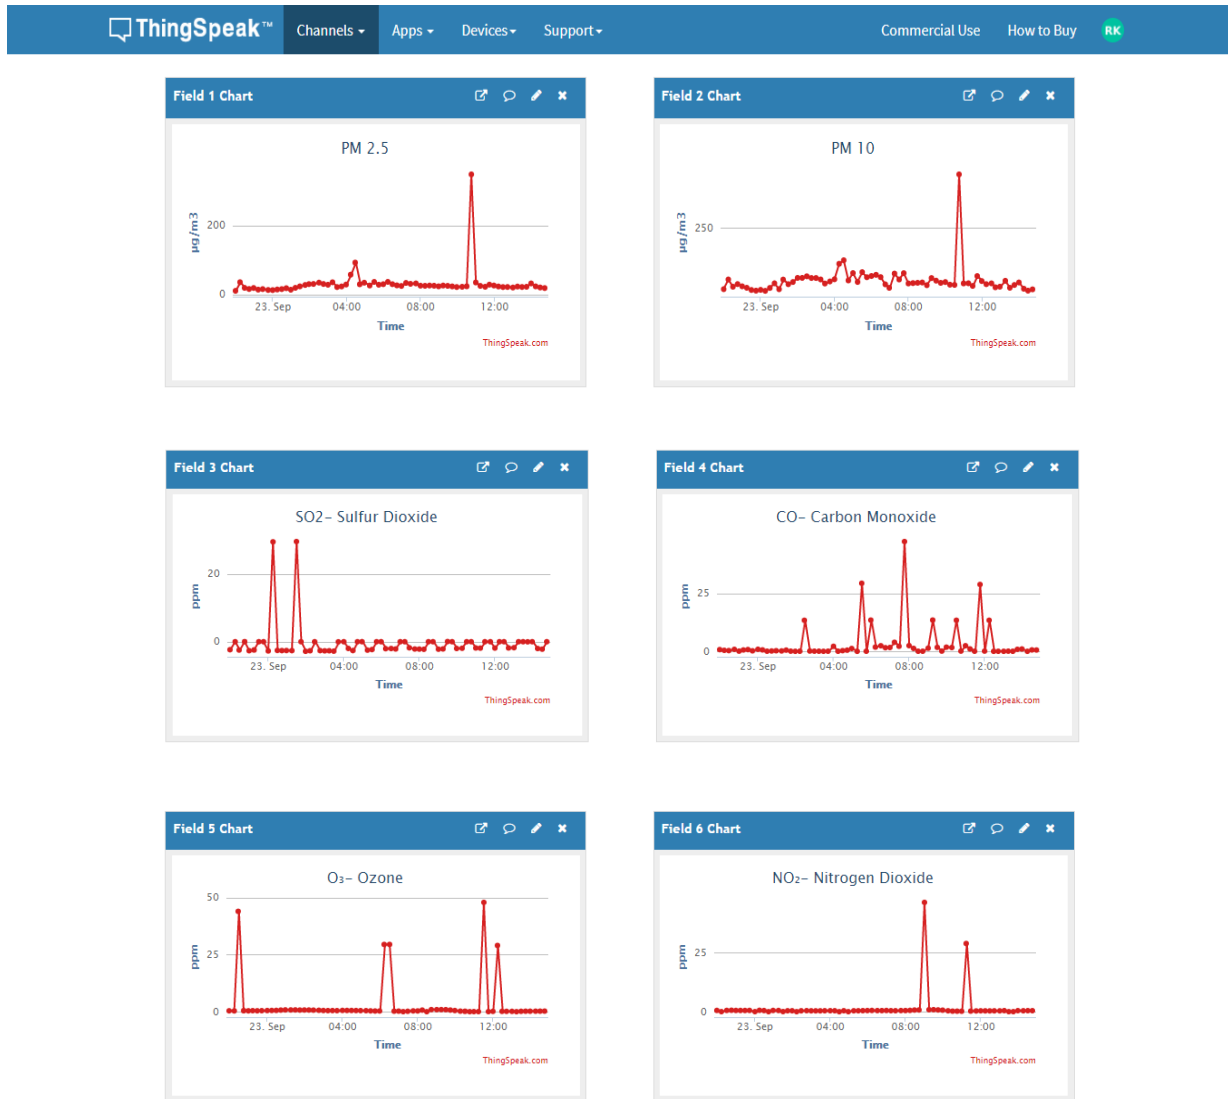 ThingSpeak™ Channels Apps Devices Support Commercial Use How to Buy RK
Field 1 Chart
PM 2.5
µg/m3
200
0
23. Sep 04:00 08:00 12:00
Time
ThingSpeak.com
Field 2 Chart
PM 10
µg/m3
250
23. Sep 04:00 08:00 12:00
Time
ThingSpeak.com
Field 3 Chart
SO2- Sulfur Dioxide
ppm
20
0
23. Sep 04:00 08:00 12:00
Time
ThingSpeak.com
Field 4 Chart
CO- Carbon Monoxide
ppm
25
0
23. Sep 04:00 08:00 12:00
Time
ThingSpeak.com
Field 5 Chart
O₃- Ozone
ppm
50
25
0
23. Sep 04:00 08:00 12:00
Time
ThingSpeak.com
Field 6 Chart
NO₂- Nitrogen Dioxide
ppm
25
0
23. Sep 04:00 08:00 12:00
Time
ThingSpeak.com